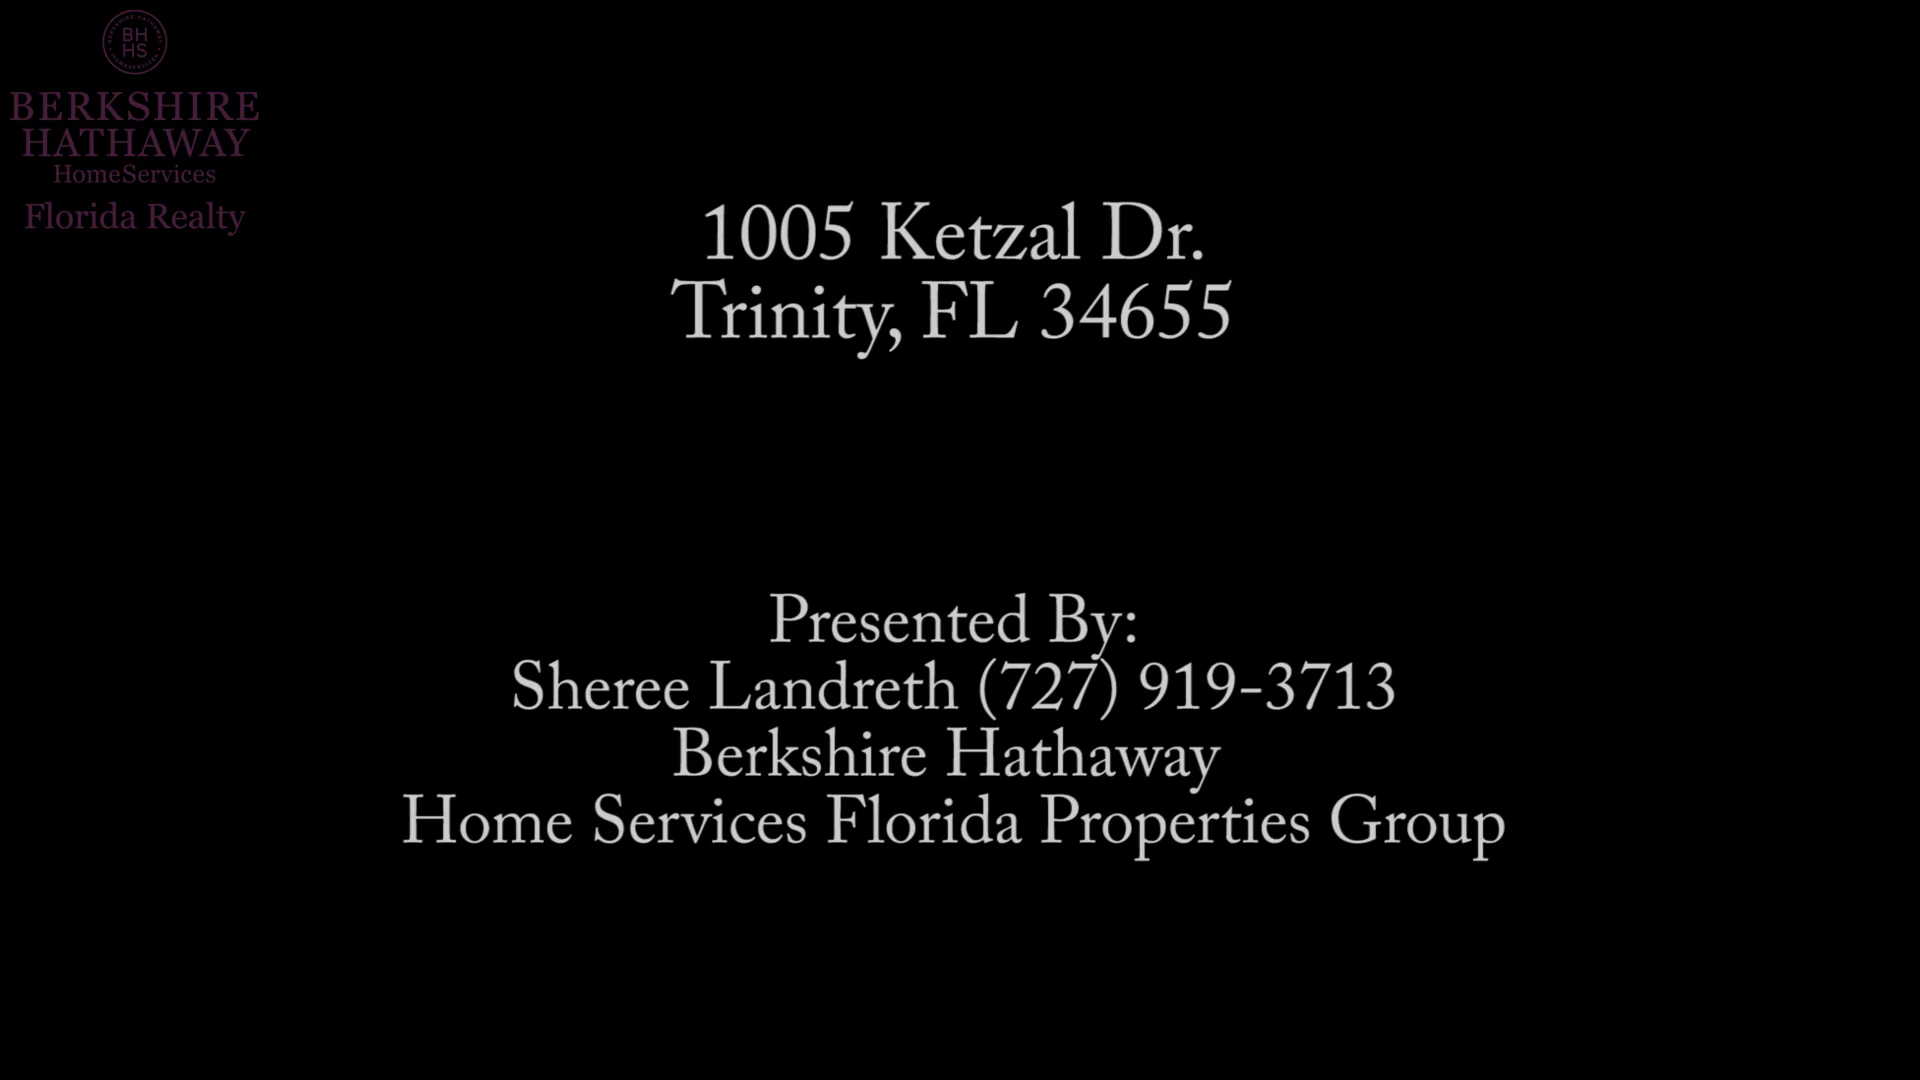 BH
HS
BERKSHIRE
HATHAWAY
HomeServices
Florida Realty
1005 Ketzal Dr.
Trinity, FL 34655
Presented By:
Sheree Landreth (727) 919-3713
Berkshire Hathaway
Home Services Florida Properties Group